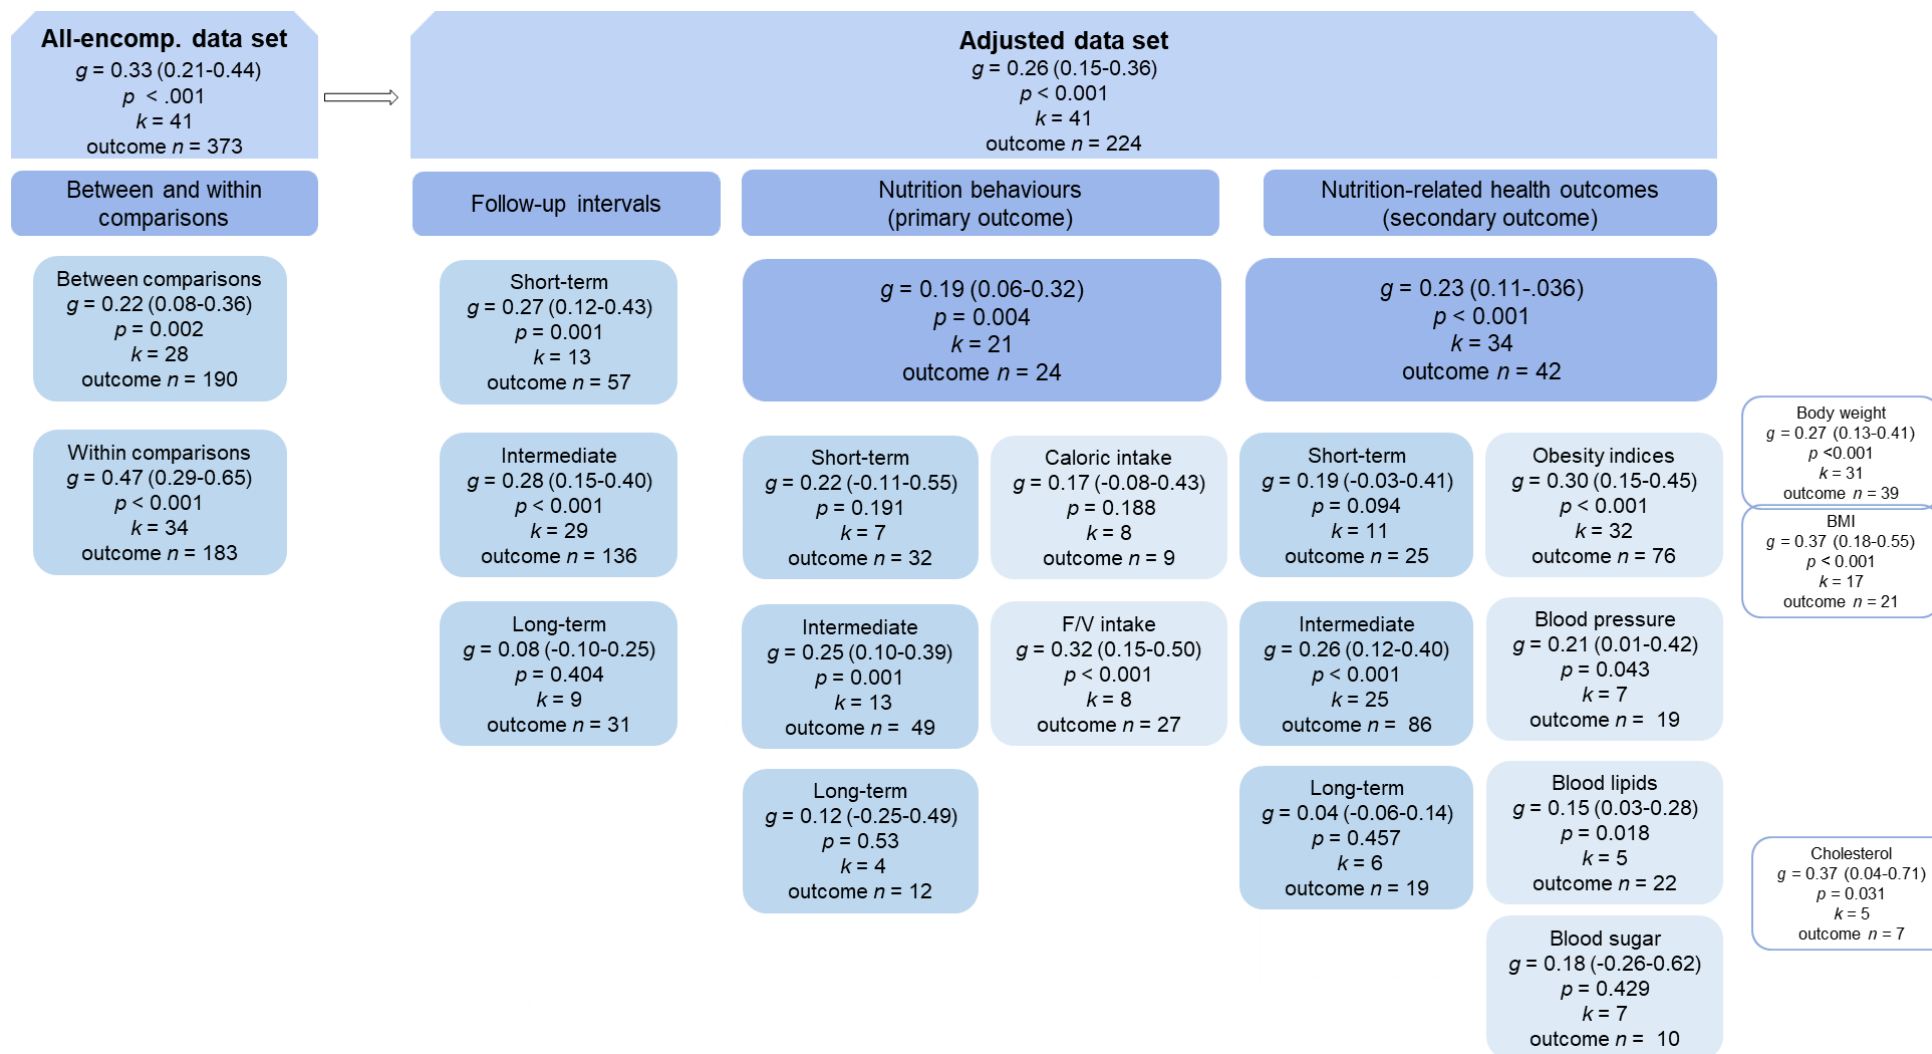 All-encomp. data set
g = 0.33 (0.21-0.44)
p < .001
k = 41
outcome n = 373
Adjusted data set
g = 0.26 (0.15-0.36)
p < 0.001
k = 41
outcome n = 224
Between and within
comparisons
Between comparisons
g = 0.22 (0.08-0.36)
p = 0.002
k = 28
outcome n = 190
Within comparisons
g = 0.47 (0.29-0.65)
p < 0.001
k = 34
outcome n = 183
Follow-up intervals
Short-term
g = 0.27 (0.12-0.43)
p = 0.001
k = 13
outcome n = 57
Intermediate
g = 0.28 (0.15-0.40)
p < 0.001
k = 29
outcome n = 136
Long-term
g = 0.08 (-0.10-0.25)
p = 0.404
k = 9
outcome n = 31
Nutrition behaviours
(primary outcome)
g = 0.19 (0.06-0.32)
p = 0.004
k = 21
outcome n = 24
Short-term
g = 0.22 (-0.11-0.55)
p = 0.191
k = 7
outcome n = 32
Intermediate
g = 0.25 (0.10-0.39)
p = 0.001
k = 13
outcome n = 49
Long-term
g = 0.12 (-0.25-0.49)
p = 0.53
k = 4
outcome n = 12
Caloric intake
g = 0.17 (-0.08-0.43)
p = 0.188
k = 8
outcome n = 9
F/V intake
g = 0.32 (0.15-0.50)
p < 0.001
k = 8
outcome n = 27
Nutrition-related health outcomes
(secondary outcome)
g = 0.23 (0.11-.036)
p < 0.001
k = 34
outcome n = 42
Short-term
g = 0.19 (-0.03-0.41)
p = 0.094
k = 11
outcome n = 25
Intermediate
g = 0.26 (0.12-0.40)
p < 0.001
k = 25
outcome n = 86
Long-term
g = 0.04 (-0.06-0.14)
p = 0.457
k = 6
outcome n = 19
Obesity indices
g = 0.30 (0.15-0.45)
p < 0.001
k = 32
outcome n = 76
Blood pressure
g = 0.21 (0.01-0.42)
p = 0.043
k = 7
outcome n = 19
Blood lipids
g = 0.15 (0.03-0.28)
p = 0.018
k = 5
outcome n = 22
Blood sugar
g = 0.18 (-0.26-0.62)
p = 0.429
k = 7
outcome n = 10
Body weight
g = 0.27 (0.13-0.41)
p <0.001
k = 31
outcome n = 39
BMI
g = 0.37 (0.18-0.55)
p < 0.001
k = 17
outcome n = 21
Cholesterol
g = 0.37 (0.04-0.71)
p = 0.031
k = 5
outcome n = 7